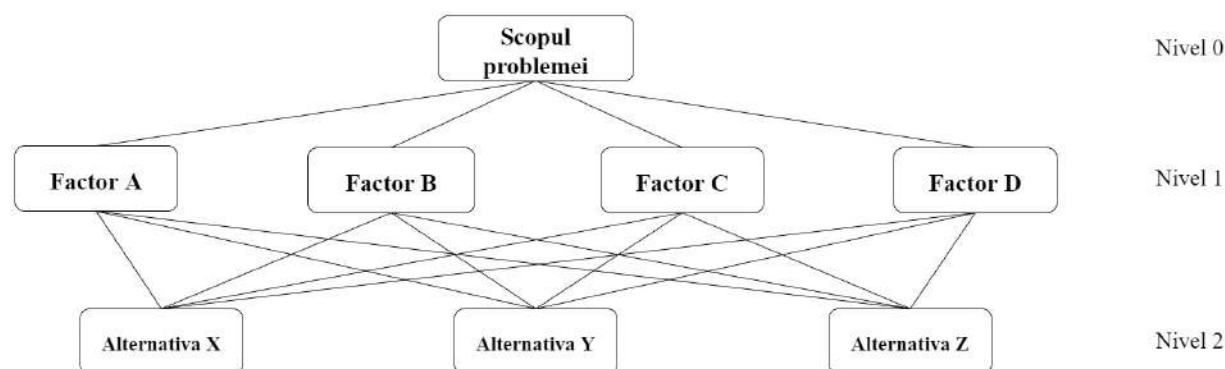 Scopul
problemei
Nivel 0
Factor A
Factor B
Factor C
Factor D
Nivel 1
Alternativa X
Alternativa Y
Alternativa Z
Nivel 2